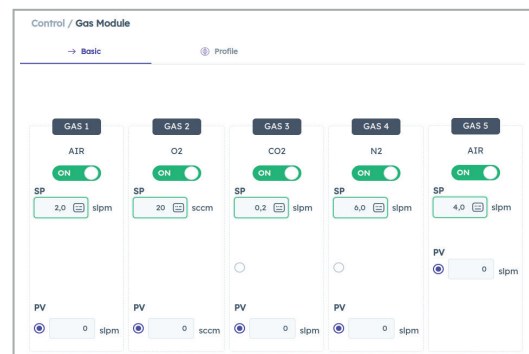 Control / Gas Module
→ Basic Profile
GAS 1 GAS 2 GAS 3 GAS 4 GAS 5
AIR O2 CO2 N2 AIR
ON ON ON ON ON
SP SP SP SP SP
2,0 slpm 20 sccm 0,2 slpm 6,0 slpm 4,0 slpm
PV
0 slpm
PV PV PV PV
0 slpm 0 sccm 0 slpm 0 slpm